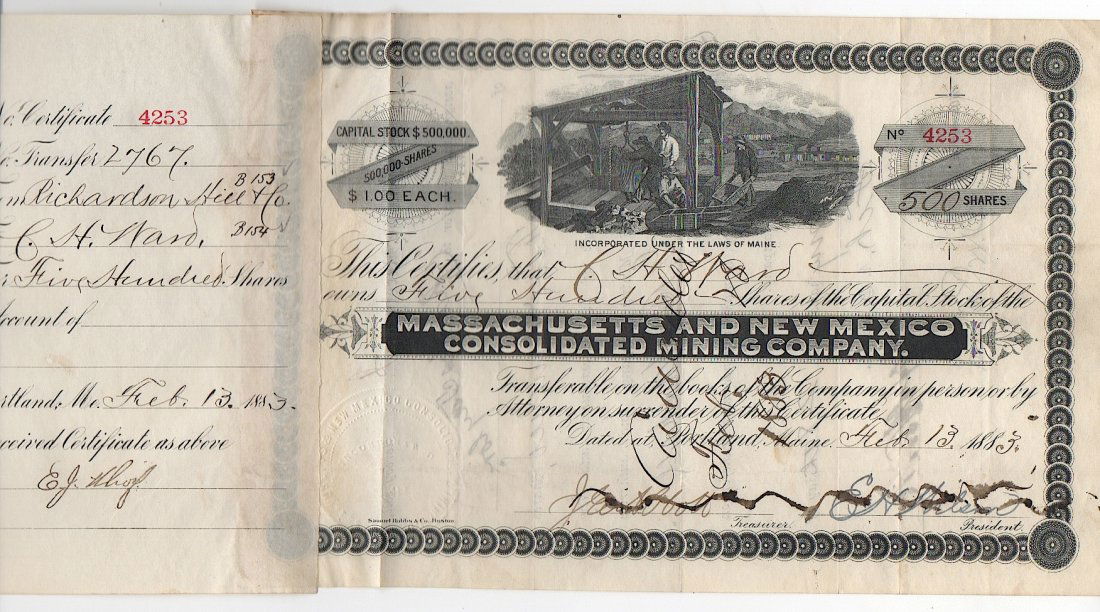 Certificate 4253
Transfer 2767.
B 153
Richardson Hill & Co.
C. H. Ward, B 154
Five Hundred Shares
Account of
Portland, Me. Feb. 13. 1883.
Received Certificate as above
E. J.
CAPITAL STOCK $500,000.
500,000 SHARES
$1.00 EACH.
No 4253
500 SHARES
INCORPORATED UNDER THE LAWS OF MAINE
This Certifies, that C. H. Ward
owns Five Hundred Shares of the Capital Stock of the
MASSACHUSETTS AND NEW MEXICO
CONSOLIDATED MINING COMPANY.
Transferable on the books of the Company in person or by
Attorney on surrender of this Certificate
Dated at Portland, Maine, Feb 13 1883.
Cancelled
Treasurer.
President.
Samuel Hobbs & Co. Boston
NEW MEXICO CONSOL